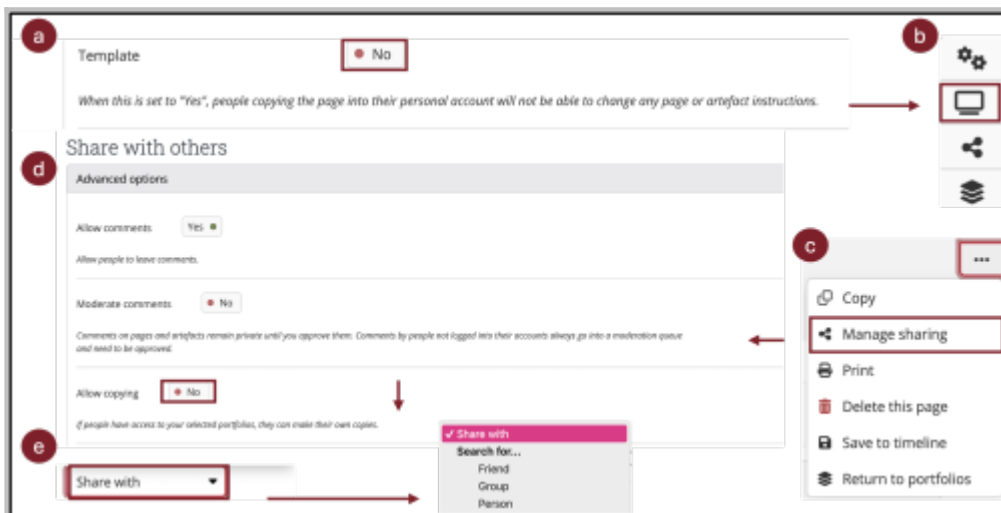 a
Template
No
When this is set to "Yes", people copying the page into their personal account will not be able to change any page or artefact instructions.
b
d
Share with others
Advanced options
Allow comments
Yes
Allow people to leave comments.
Moderate comments
No
Comments on pages and artefacts remain private until you approve them. Comments by people not logged into their accounts always go into a moderation queue
and need to be approved.
Allow copying
No
If people have access to your selected portfolios, they can make their own copies.
c
...
Copy
Manage sharing
Print
Delete this page
Save to timeline
Return to portfolios
e
Share with
✓ Share with
Search for...
Friend
Group
Person